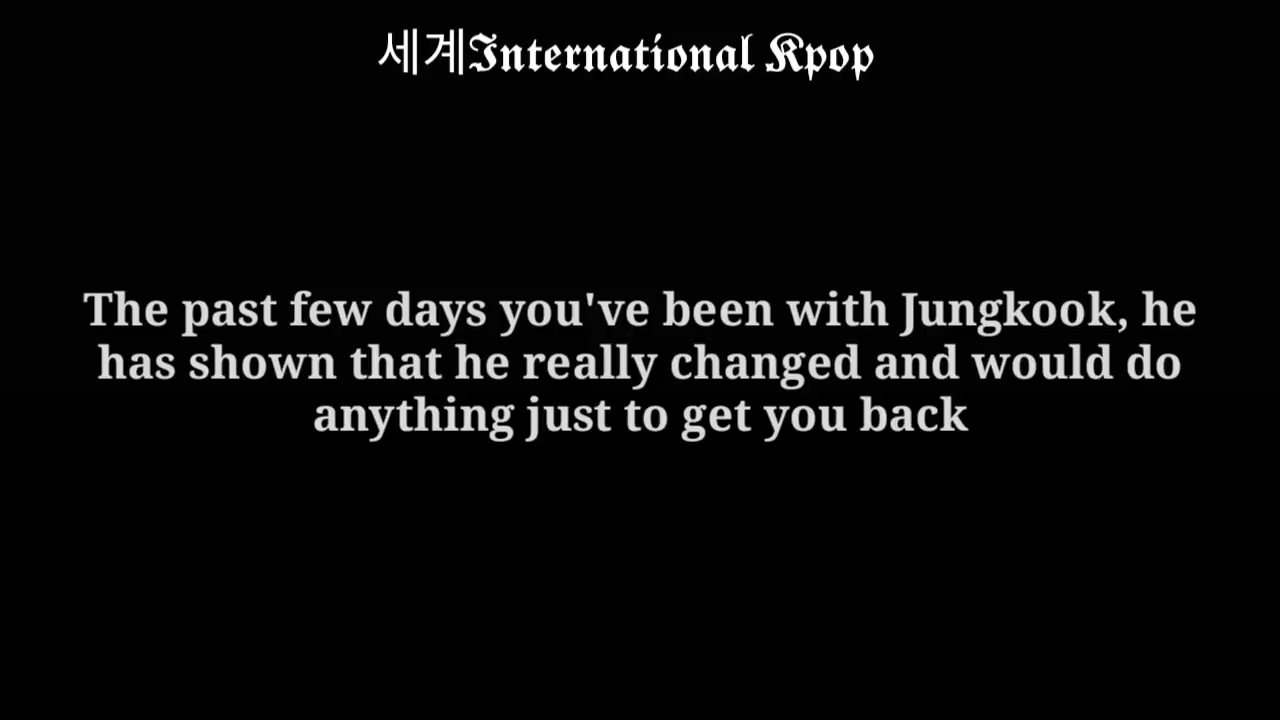 세계International Kpop
The past few days you've been with Jungkook, he
has shown that he really changed and would do
anything just to get you back